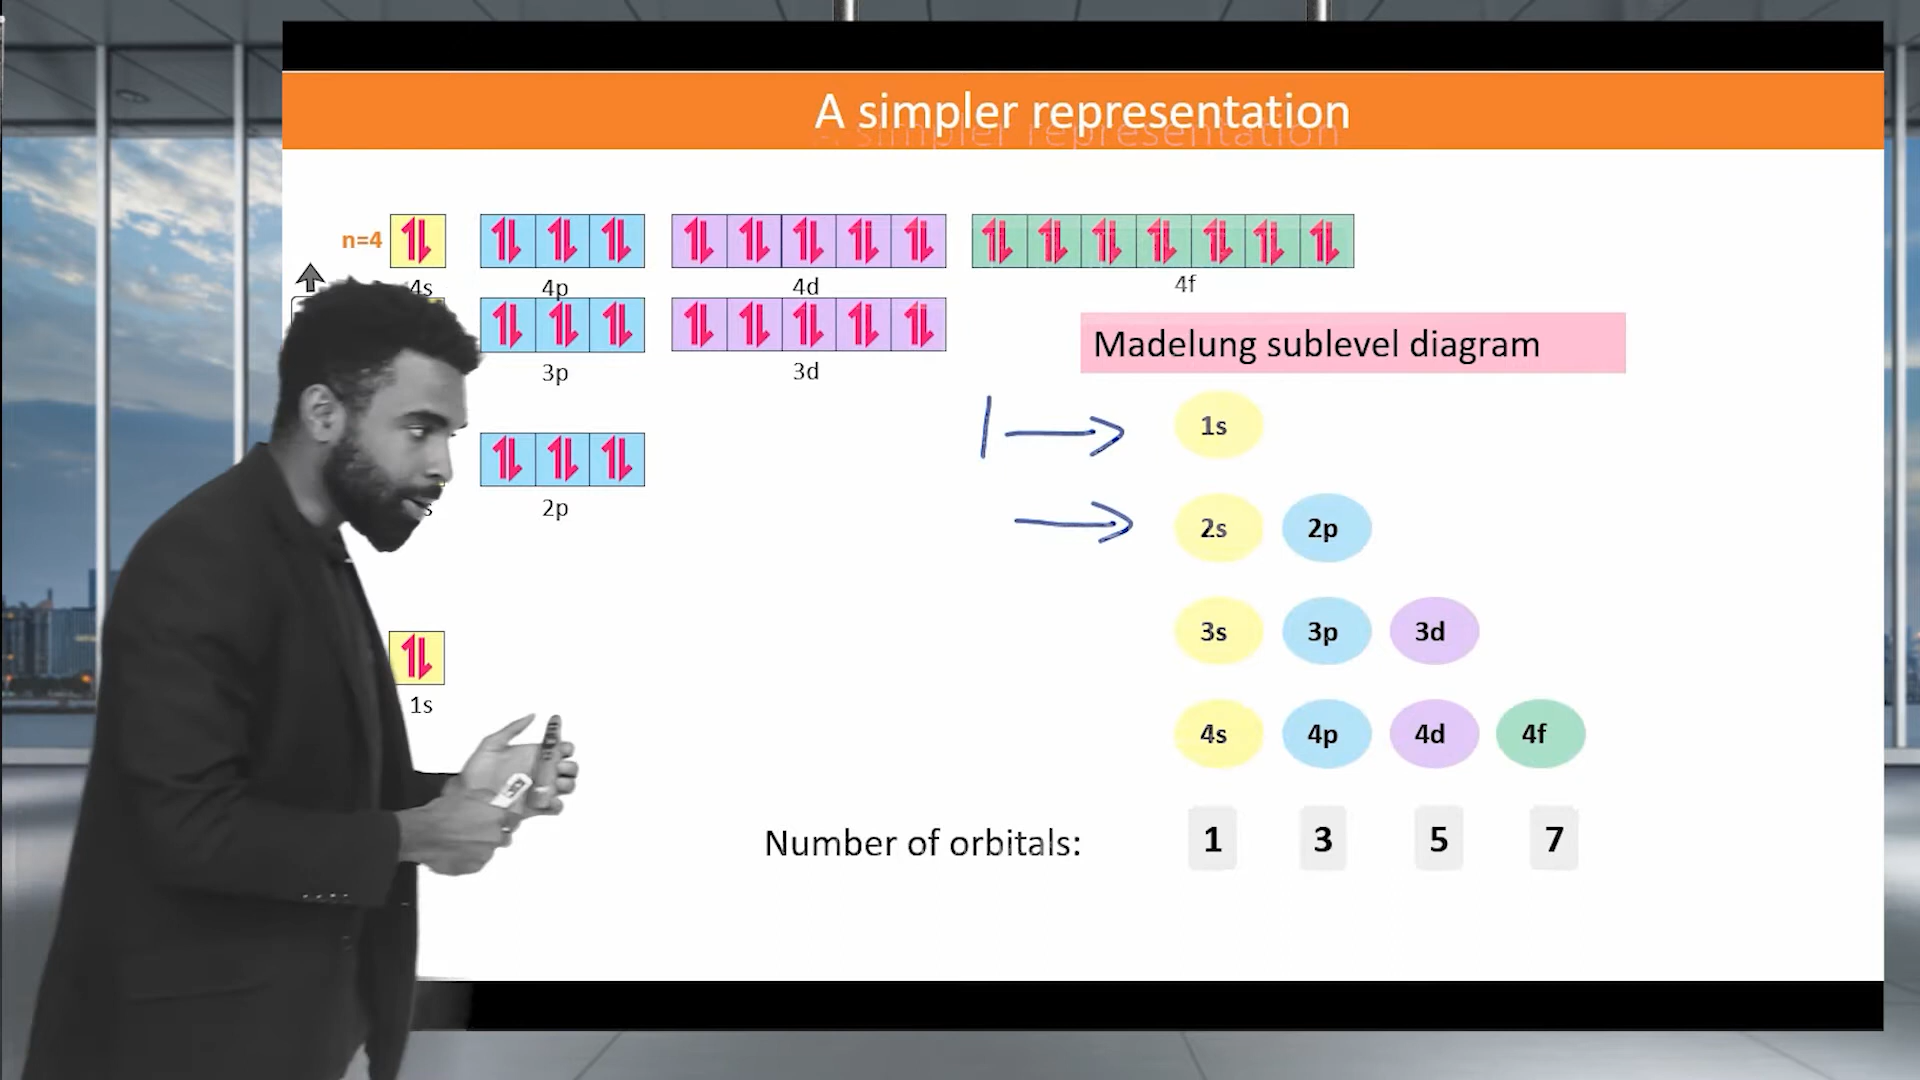 A simpler representation
n=4
4s 4p 4d 4f
3p 3d
Madelung sublevel diagram
1 → 1s
2p
→ 2s 2p
3s 3p 3d
1s
4s 4p 4d 4f
Number of orbitals: 1 3 5 7